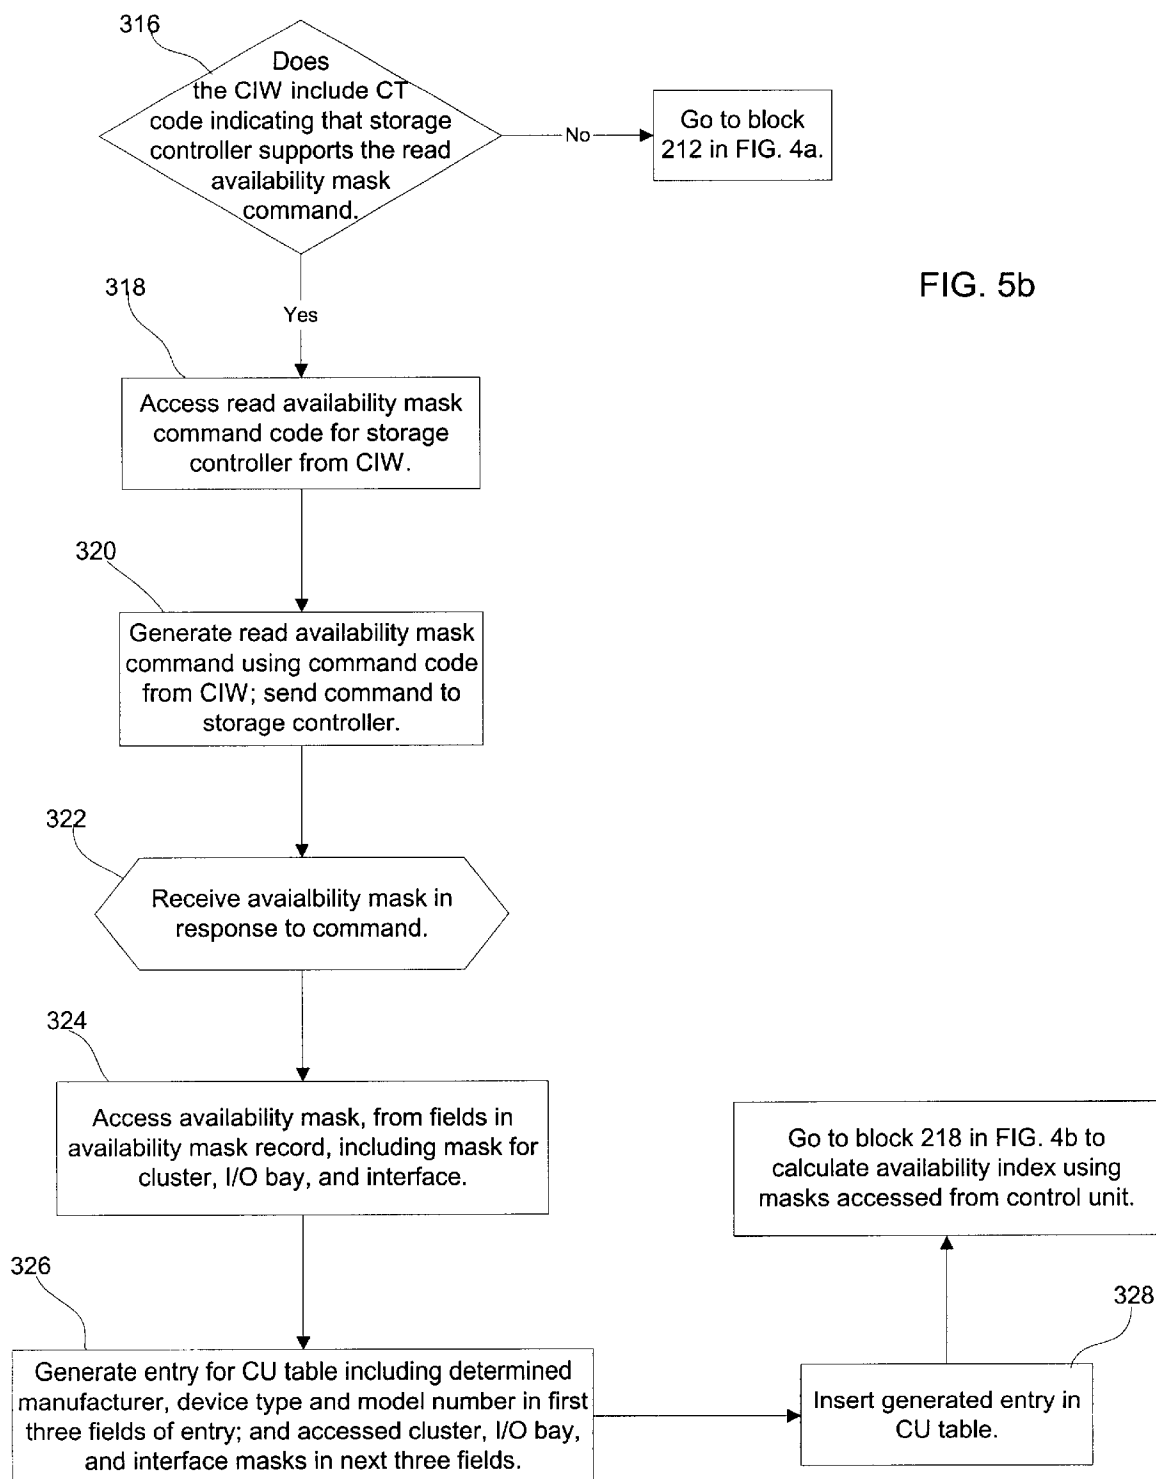 316
Does
the CIW include CT
code indicating that storage
controller supports the read
availability mask
command.
No
Go to block
212 in FIG. 4a.
FIG. 5b
318
Yes
Access read availability mask
command code for storage
controller from CIW.
320
Generate read availability mask
command using command code
from CIW; send command to
storage controller.
322
Receive avaialbility mask in
response to command.
324
Access availability mask, from fields in
availability mask record, including mask for
cluster, I/O bay, and interface.
Go to block 218 in FIG. 4b to
calculate availability index using
masks accessed from control unit.
326
Generate entry for CU table including determined
manufacturer, device type and model number in first
three fields of entry; and accessed cluster, I/O bay,
and interface masks in next three fields.
328
Insert generated entry in
CU table.